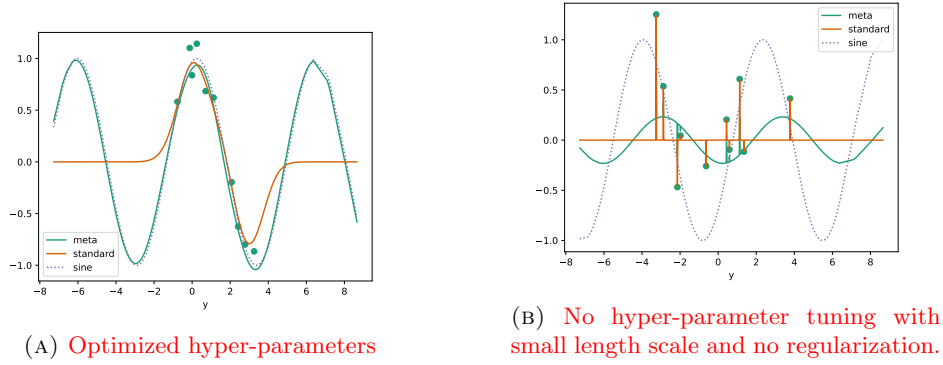 1.0
0.5
0.0
−0.5
−1.0
meta
standard
sine
−8 −6 −4 −2 0 2 4 6 8
y
(A) Optimized hyper-parameters
meta
standard
sine
1.0
0.5
0.0
−0.5
−1.0
−8 −6 −4 −2 0 2 4 6 8
y
(B) No hyper-parameter tuning with
small length scale and no regularization.